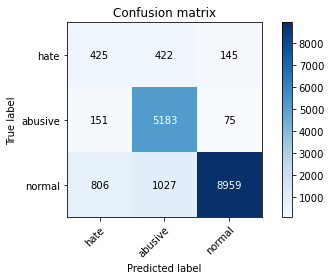 Confusion matrix
hate 425 422 145
abusive 151 5183 75
normal 806 1027 8959
hate abusive normal
True label
Predicted label
9000
8000
7000
6000
5000
4000
3000
2000
1000